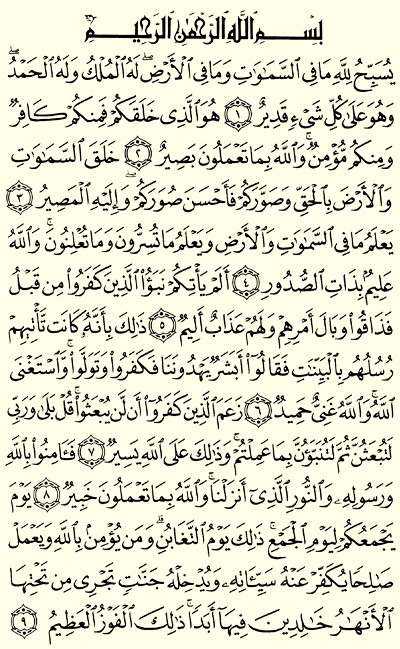 بِسْمِ ٱللَّهِ ٱلرَّحْمَٰنِ ٱلرَّحِيمِ
يُسَبِّحُ لِلَّهِ مَا فِى ٱلسَّمَٰوَٰتِ وَمَا فِى ٱلْأَرْضِ ۖ لَهُ ٱلْمُلْكُ وَلَهُ ٱلْحَمْدُ ۖ
وَهُوَ عَلَىٰ كُلِّ شَىْءٍ قَدِيرٌ ١ هُوَ ٱلَّذِى خَلَقَكُمْ فَمِنكُمْ كَافِرٌ
وَمِنكُم مُّؤْمِنٌ ۚ وَٱللَّهُ بِمَا تَعْمَلُونَ بَصِيرٌ ٢ خَلَقَ ٱلسَّمَٰوَٰتِ
وَٱلْأَرْضَ بِٱلْحَقِّ وَصَوَّرَكُمْ فَأَحْسَنَ صُوَرَكُمْ ۖ وَإِلَيْهِ ٱلْمَصِيرُ ٣
يَعْلَمُ مَا فِى ٱلسَّمَٰوَٰتِ وَٱلْأَرْضِ وَيَعْلَمُ مَا تُسِرُّونَ وَمَا تُعْلِنُونَ ۚ وَٱللَّهُ
عَلِيمٌۢ بِذَاتِ ٱلصُّدُورِ ٤ أَلَمْ يَأْتِكُمْ نَبَؤُا۟ ٱلَّذِينَ كَفَرُوا۟ مِن قَبْلُ
فَذَاقُوا۟ وَبَالَ أَمْرِهِمْ وَلَهُمْ عَذَابٌ أَلِيمٌ ٥ ذَٰلِكَ بِأَنَّهُۥ كَانَت تَّأْتِيهِمْ
رُسُلُهُم بِٱلْبَيِّنَٰتِ فَقَالُوٓا۟ أَبَشَرٌ يَهْدُونَنَا فَكَفَرُوا۟ وَتَوَلَّوا۟ ۚ وَّٱسْتَغْنَى
ٱللَّهُ ۚ وَٱللَّهُ غَنِىٌّ حَمِيدٌ ٦ زَعَمَ ٱلَّذِينَ كَفَرُوٓا۟ أَن لَّن يُبْعَثُوا۟ ۚ قُلْ بَلَىٰ وَرَبِّى
لَتُبْعَثُنَّ ثُمَّ لَتُنَبَّؤُنَّ بِمَا عَمِلْتُمْ ۚ وَذَٰلِكَ عَلَى ٱللَّهِ يَسِيرٌ ٧ فَـَٔامِنُوا۟ بِٱللَّهِ
وَرَسُولِهِۦ وَٱلنُّورِ ٱلَّذِىٓ أَنزَلْنَا ۚ وَٱللَّهُ بِمَا تَعْمَلُونَ خَبِيرٌ ٨ يَوْمَ
يَجْمَعُكُمْ لِيَوْمِ ٱلْجَمْعِ ۖ ذَٰلِكَ يَوْمُ ٱلتَّغَابُنِ ۗ وَمَن يُؤْمِنۢ بِٱللَّهِ وَيَعْمَلْ
صَٰلِحًا يُكَفِّرْ عَنْهُ سَيِّـَٔاتِهِۦ وَيُدْخِلْهُ جَنَّٰتٍ تَجْرِى مِن تَحْتِهَا
ٱلْأَنْهَٰرُ خَٰلِدِينَ فِيهَآ أَبَدًا ۚ ذَٰلِكَ ٱلْفَوْزُ ٱلْعَظِيمُ ٩